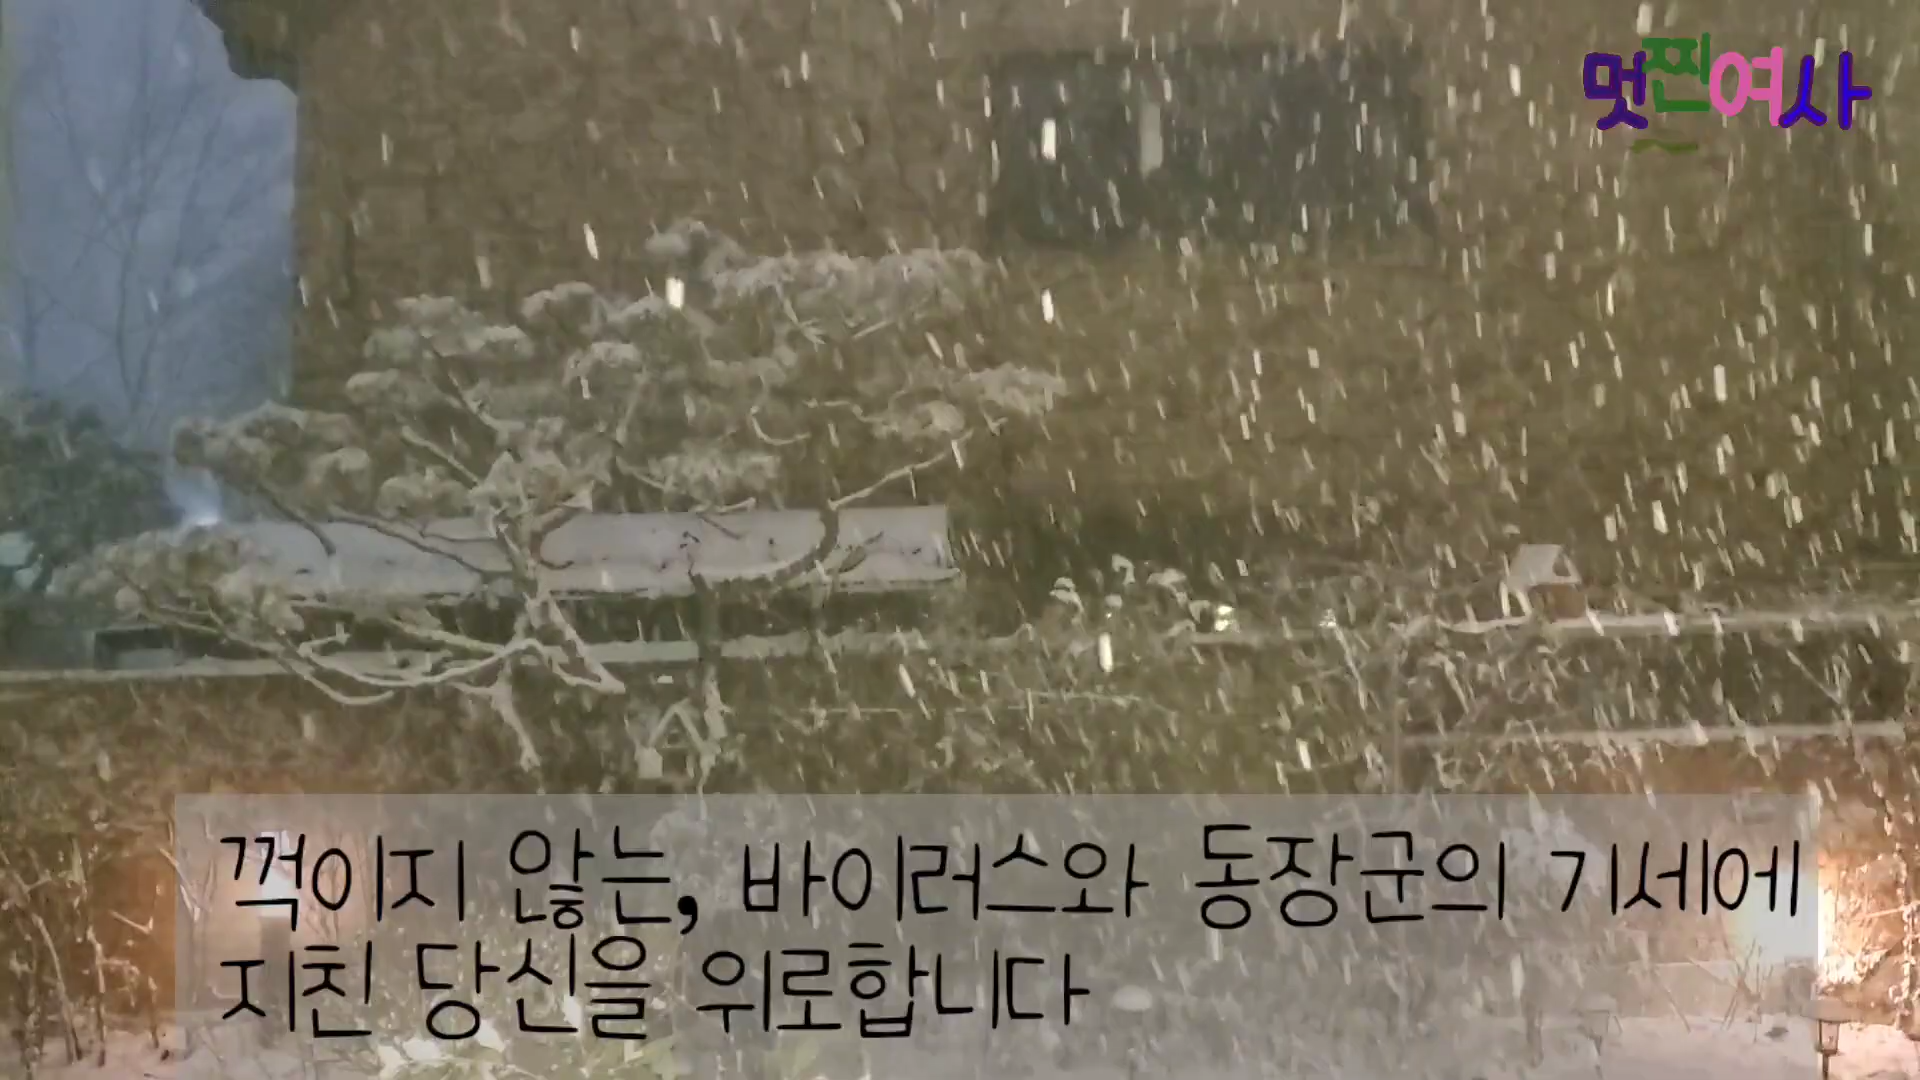 멋찐여사
꺽이지 않는, 바이러스와 동장군의 기세에
지친 당신을 위로합니다